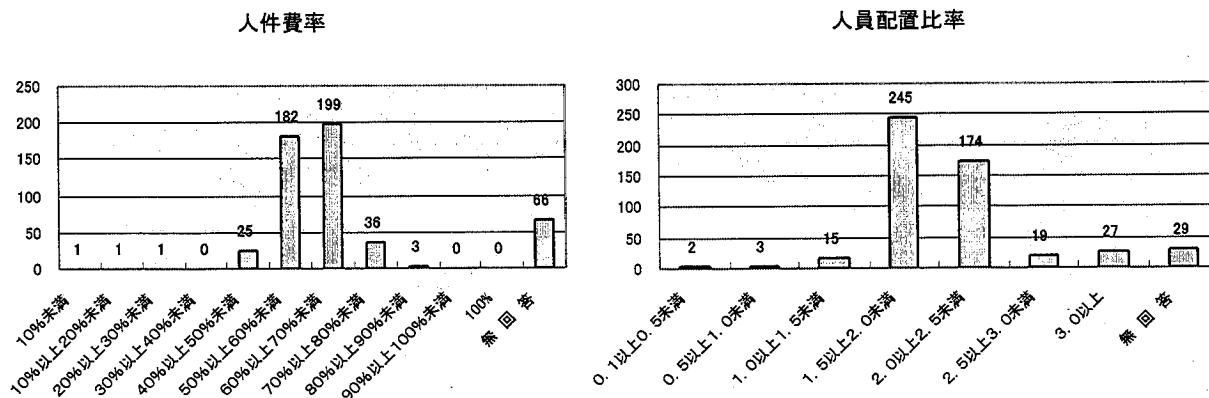 人件費率
250
200
150
100
50
0
1
1
1
0
25
182
199
36
3
0
0
66
10%未満
10%以上20%未満
20%以上30%未満
30%以上40%未満
40%以上50%未満
50%以上60%未満
60%以上70%未満
70%以上80%未満
80%以上90%未満
90%以上100%未満
100%
無 回 答
人員配置比率
300
250
200
150
100
50
0
2
3
15
245
174
19
27
29
0. 1以上0. 5未満
0. 5以上1. 0未満
1. 0以上1. 5未満
1. 5以上2. 0未満
2. 0以上2. 5未満
2. 5以上3. 0未満
3. 0以上
無 回 答